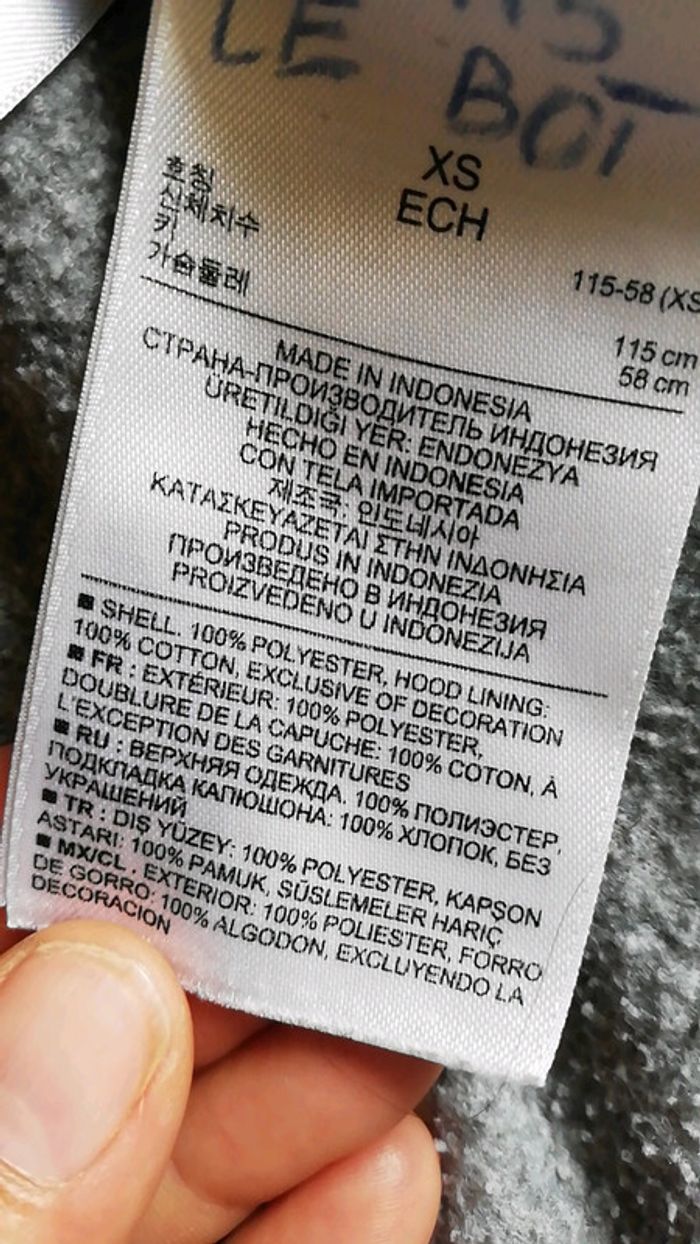 LE
BOT
XS
ECH
호칭
신체치수 115-58 (XS
키 115 cm
가슴둘레 58 cm
MADE IN INDONESIA
СТРАНА-ПРОИЗВОДИТЕЛЬ ИНДОНЕЗИЯ
ÜRETILDIĞI YER: ENDONEZYA
HECHO EN INDONESIA
CON TELA IMPORTADA
제조국: 인도네시아
ΚΑΤΑΣΚΕΥΑΖΕΤΑΙ ΣΤΗΝ ΙΝΔΟΝΗΣΙΑ
PRODUS IN INDONEZIA
ПРОИЗВЕДЕНО В ИНДОНЕЗИЯ
PROIZVEDENO U INDONEZIJA
■ SHELL. 100% POLYESTER, HOOD LINING:
100% COTTON, EXCLUSIVE OF DECORATION
■ FR : EXTÉRIEUR: 100% POLYESTER,
DOUBLURE DE LA CAPUCHE: 100% COTON, À
L'EXCEPTION DES GARNITURES
■ RU : ВЕРХНЯЯ ОДЕЖДА. 100% ПОЛИЭСТЕР,
ПОДКЛАДКА КАПЮШОНА: 100% ХЛОПОК, БЕЗ
УКРАШЕНИЙ
■ TR : DIŞ YÜZEY: 100% POLYESTER, KAPŞON
ASTARI: 100% PAMUK, SÜSLEMELER HARIÇ
■ MX/CL . EXTERIOR: 100% POLIESTER, FORRO
DE GORRO: 100% ALGODON, EXCLUYENDO LA
DECORACION